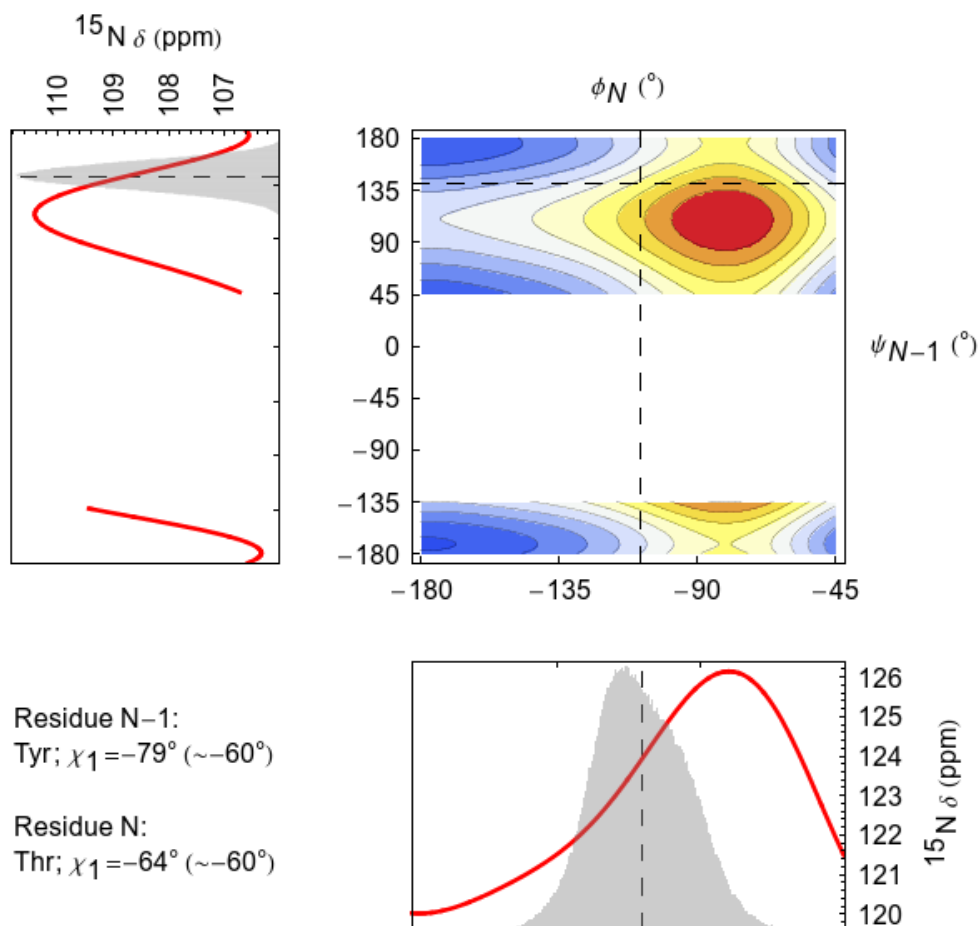 15N δ (ppm)
110 109 108 107
ϕN (°)
180
135
90
45
0
−45
−90
−135
−180
ψN−1 (°)
−180 −135 −90 −45
Residue N−1:
Tyr; χ1=−79° (~−60°)
Residue N:
Thr; χ1=−64° (~−60°)
126
125
124
123
122
121
120
15N δ (ppm)